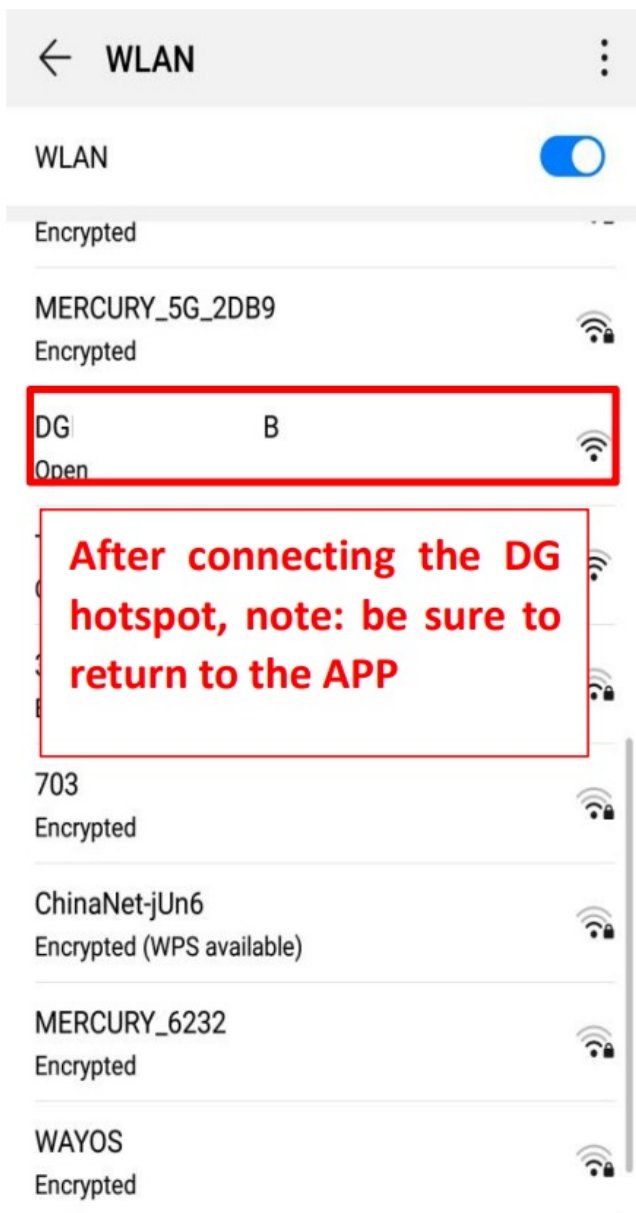 WLAN
WLAN
Encrypted
MERCURY_5G_2DB9
Encrypted
DG B
Open
After connecting the DG
hotspot, note: be sure to
return to the APP
703
Encrypted
ChinaNet-jUn6
Encrypted (WPS available)
MERCURY_6232
Encrypted
WAYOS
Encrypted